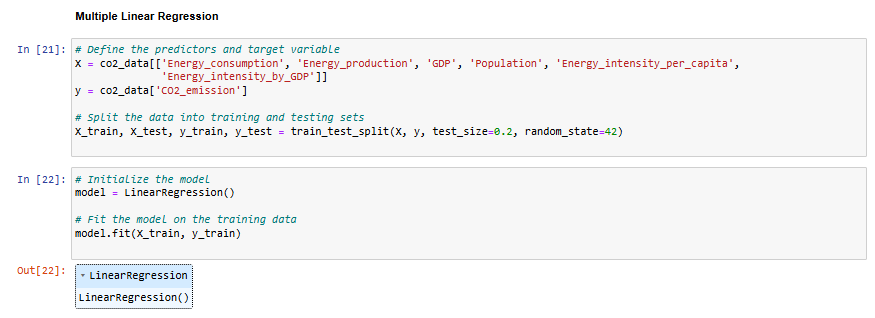 Multiple Linear Regression
In [21]: # Define the predictors and target variable
X = co2_data[['Energy_consumption', 'Energy_production', 'GDP', 'Population', 'Energy_intensity_per_capita',
'Energy_intensity_by_GDP']]
y = co2_data['CO2_emission']
# Split the data into training and testing sets
X_train, X_test, y_train, y_test = train_test_split(X, y, test_size=0.2, random_state=42)
In [22]: # Initialize the model
model = LinearRegression()
# Fit the model on the training data
model.fit(X_train, y_train)
Out[22]: ▾ LinearRegression
LinearRegression()